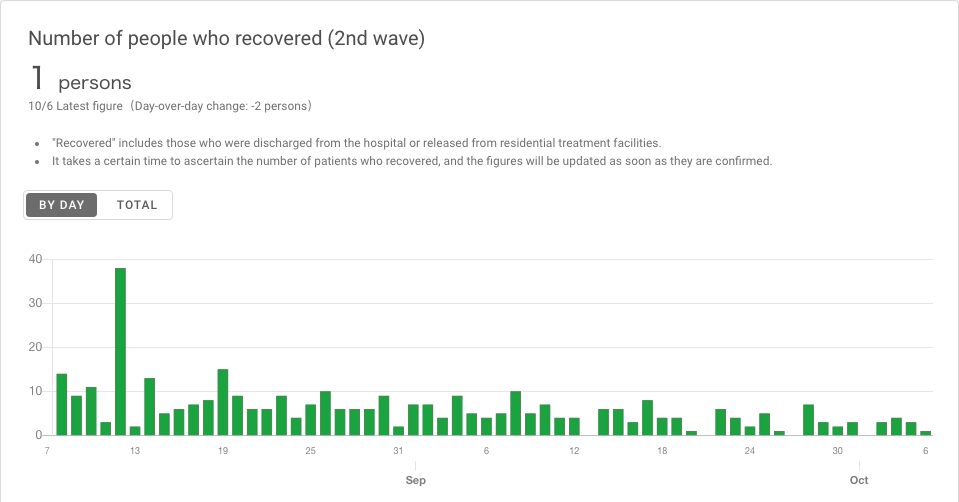 Number of people who recovered (2nd wave)
1 persons
10/6 Latest figure（Day-over-day change: -2 persons）
• "Recovered" includes those who were discharged from the hospital or released from residential treatment facilities.
• It takes a certain time to ascertain the number of patients who recovered, and the figures will be updated as soon as they are confirmed.
BY DAY TOTAL
40
30
20
10
0
7 13 19 25 31 6 12 18 24 30 6
Sep Oct